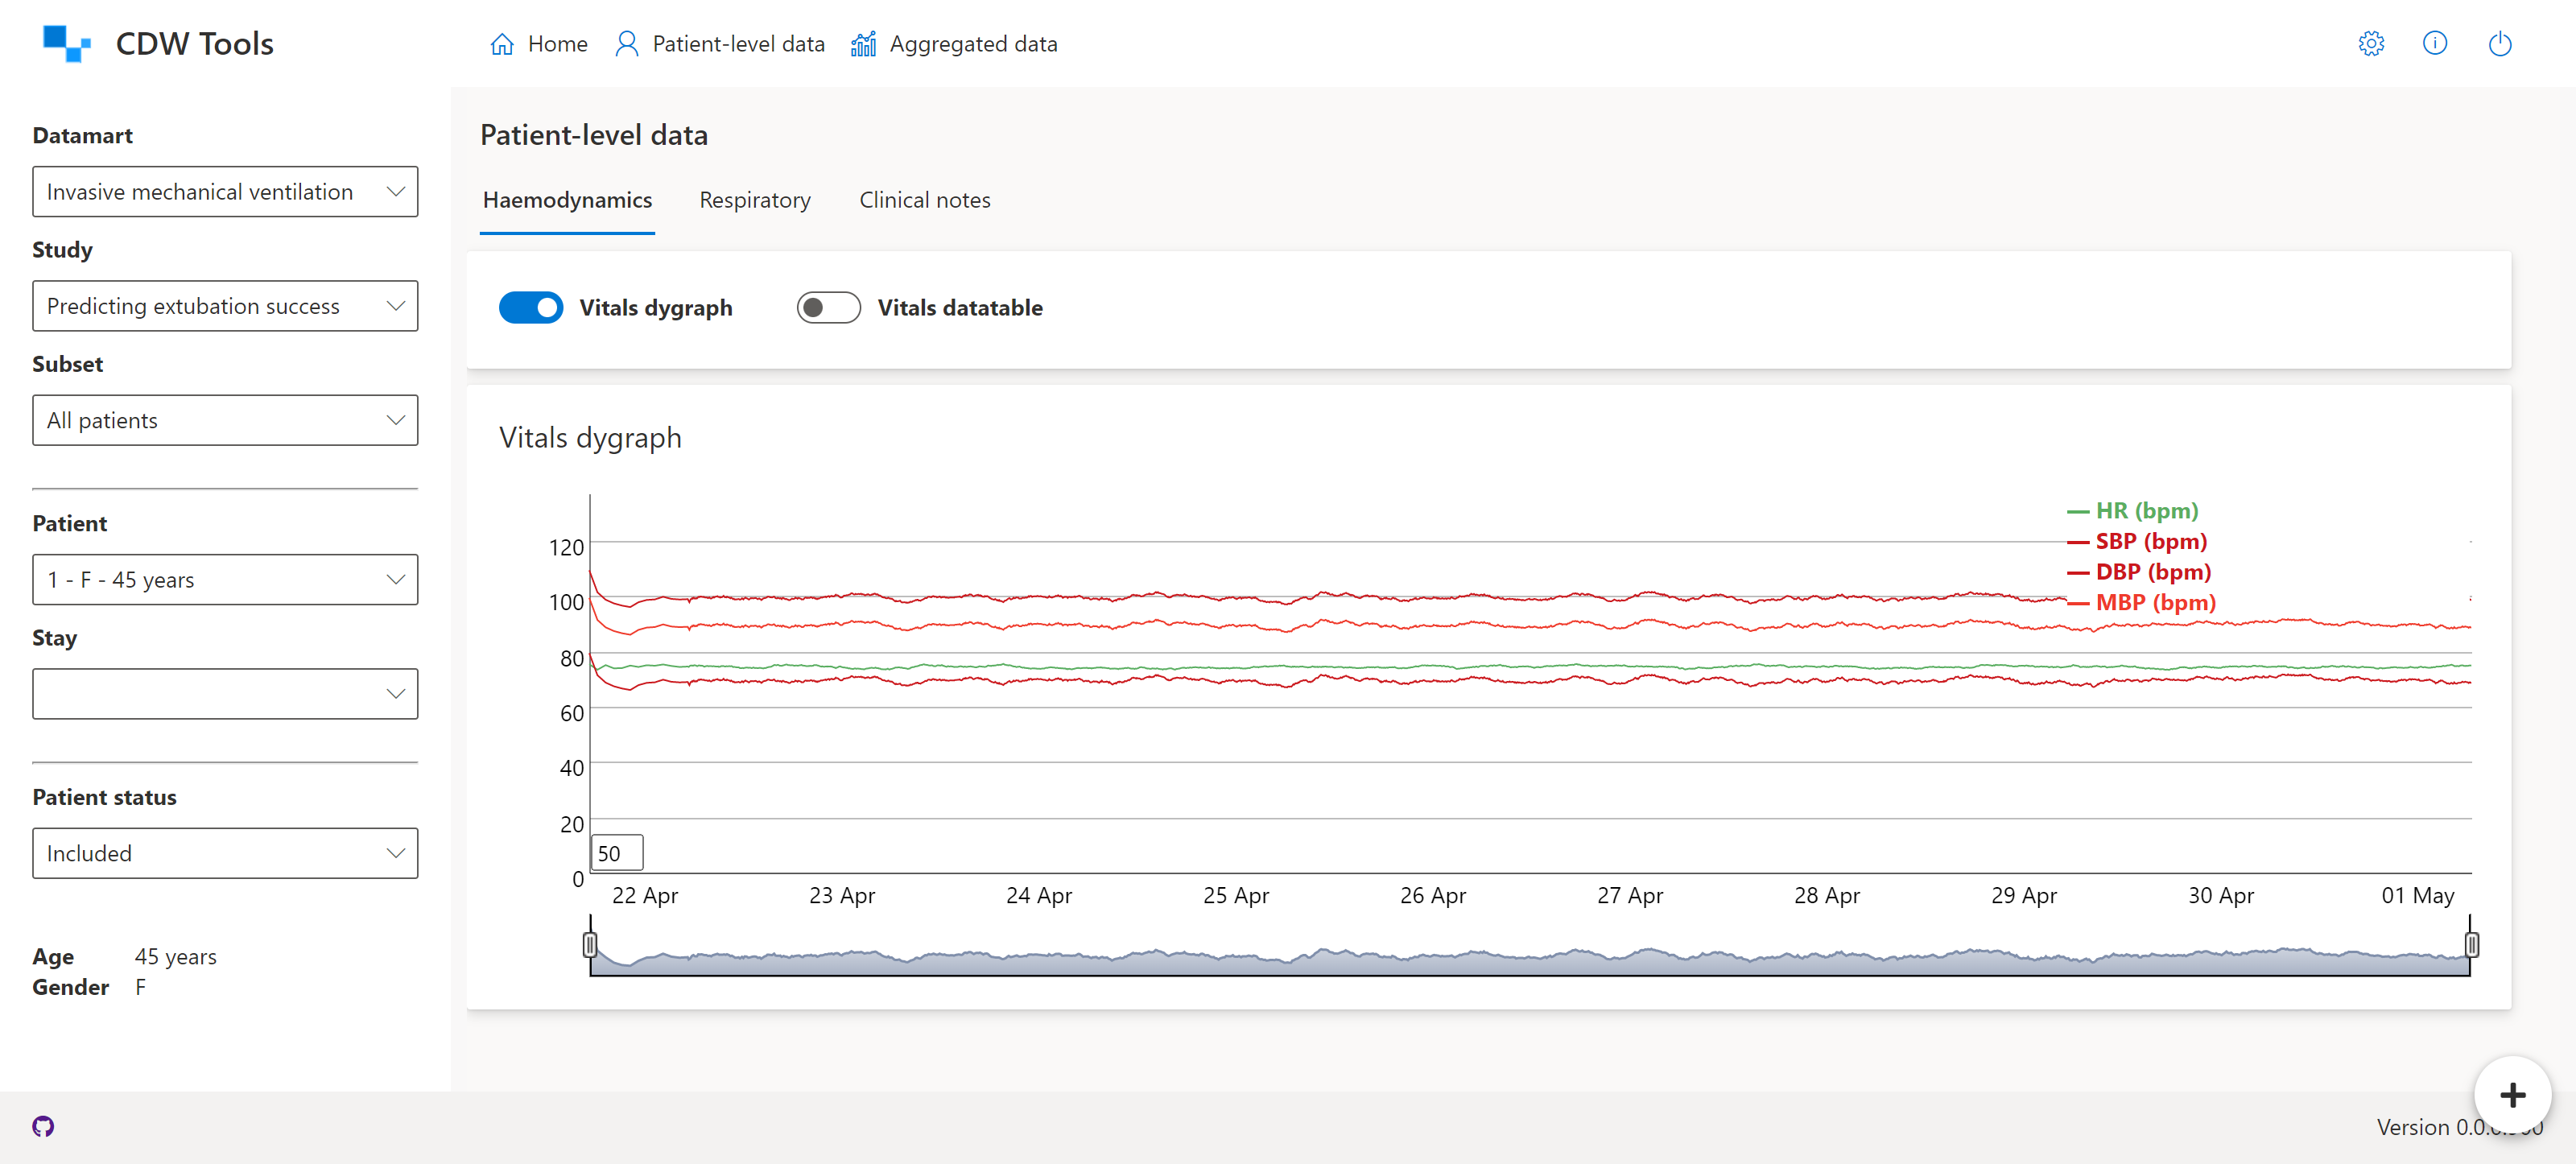 CDW Tools
Home Patient-level data Aggregated data
Datamart
Invasive mechanical ventilation
Study
Predicting extubation success
Subset
All patients
Patient
1 - F - 45 years
Stay
Patient status
Included
Age 45 years
Gender F
Patient-level data
Haemodynamics Respiratory Clinical notes
Vitals dygraph Vitals datatable
Vitals dygraph
HR (bpm)
SBP (bpm)
DBP (bpm)
MBP (bpm)
120
100
80
60
40
20
0
50
22 Apr 23 Apr 24 Apr 25 Apr 26 Apr 27 Apr 28 Apr 29 Apr 30 Apr 01 May
Version